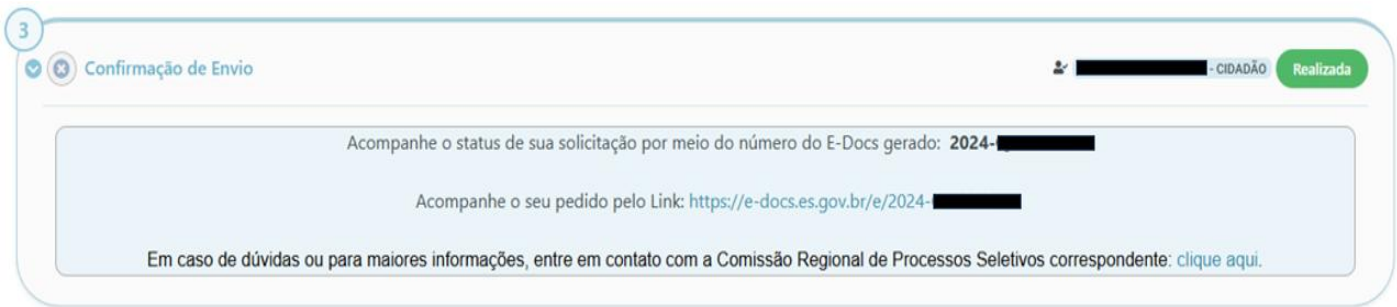 3
Confirmação de Envio
- CIDADÃO
Realizada
Acompanhe o status de sua solicitação por meio do número do E-Docs gerado: 2024-
Acompanhe o seu pedido pelo Link: https://e-docs.es.gov.br/e/2024-
Em caso de dúvidas ou para maiores informações, entre em contato com a Comissão Regional de Processos Seletivos correspondente: clique aqui.